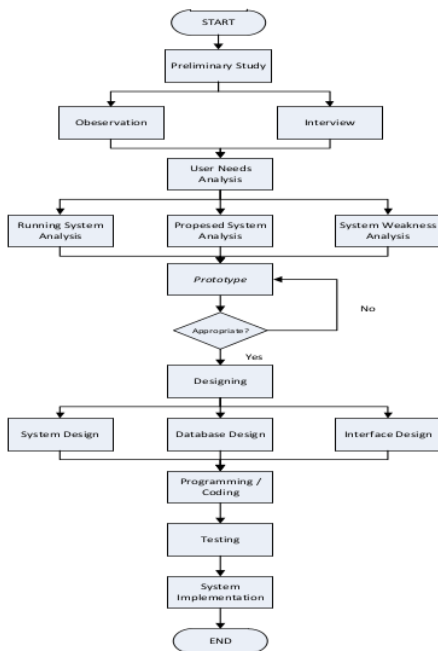 START
Preliminary Study
Obeservation
Interview
User Needs
Analysis
Running System
Analysis
Propesed System
Analysis
System Weakness
Analysis
Prototype
No
Appropriate?
Yes
Designing
System Design
Database Design
Interface Design
Programming /
Coding
Testing
System
Implementation
END